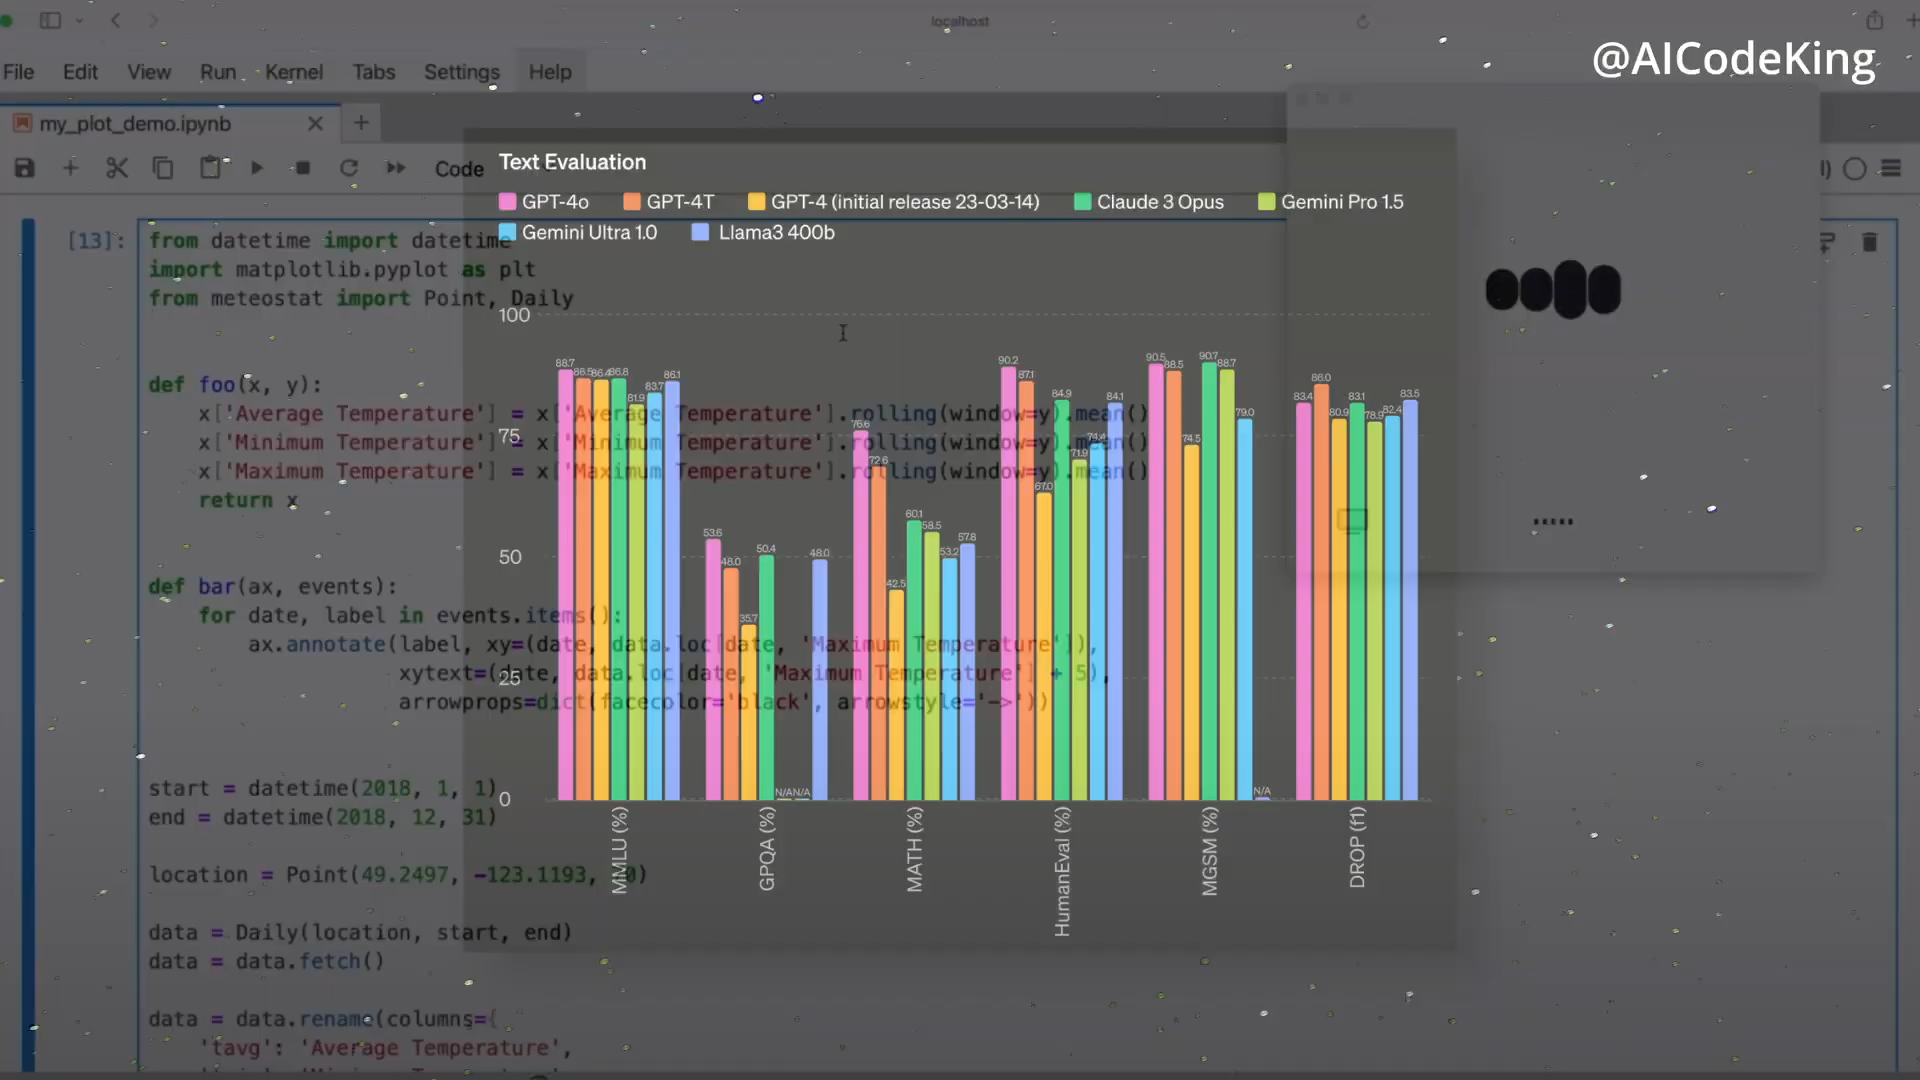 localhost
@AICodeKing
File Edit View Run Kernel Tabs Settings Help
my_plot_demo.ipynb
Code
Text Evaluation
GPT-4o GPT-4T GPT-4 (initial release 23-03-14) Claude 3 Opus Gemini Pro 1.5
Gemini Ultra 1.0 Llama3 400b
[13]:
from datetime import datetime
import matplotlib.pyplot as plt
from meteostat import Point, Daily
def foo(x, y):
x['Average Temperature'] = x['Average Temperature'].rolling(window=y).mean()
x['Minimum Temperature'] = x['Minimum Temperature'].rolling(window=y).mean()
x['Maximum Temperature'] = x['Maximum Temperature'].rolling(window=y).mean()
return x
def bar(ax, events):
for date, label in events.items():
ax.annotate(label, xy=(date, data.loc[date, 'Maximum Temperature']),
xytext=(date, data.loc[date, 'Maximum Temperature'] + 5),
arrowprops=dict(facecolor='black', arrowstyle='->'))
start = datetime(2018, 1, 1)
end = datetime(2018, 12, 31)
location = Point(49.2497, -123.1193,
data = Daily(location, start, end)
data = data.fetch()
data = data.rename(columns={
'tavg': 'Average Temperature',
100
75
50
25
0
88.7 86.5 86.4 86.8 81.9 83.7 86.1
53.6 48.0 35.7 50.4 N/A N/A 48.0
76.6 72.6 42.5 60.1 58.5 53.2 57.8
90.2 87.1 67.0 84.9 71.9 74.4 84.1
90.5 88.5 74.5 90.7 88.7 79.0 N/A
83.4 86.0 80.9 83.1 78.9 82.4 83.5
MMLU (%)
GPQA (%)
MATH (%)
HumanEval (%)
MGSM (%)
DROP (f1)